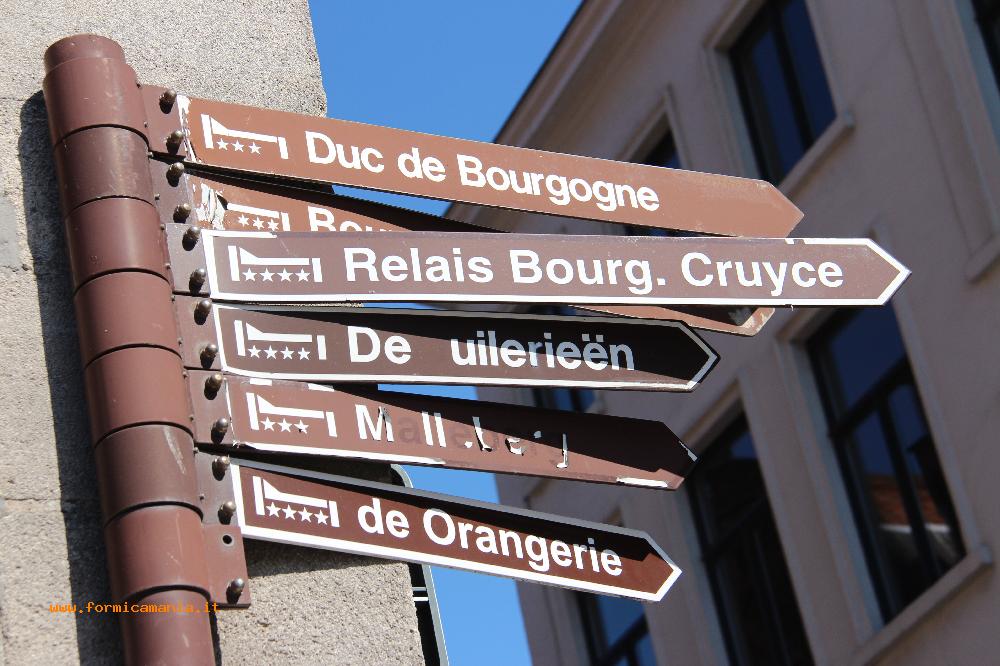 Duc de Bourgogne
Relais Bourg. Cruyce
De uilerieën
de Orangerie
www.formicamania.it